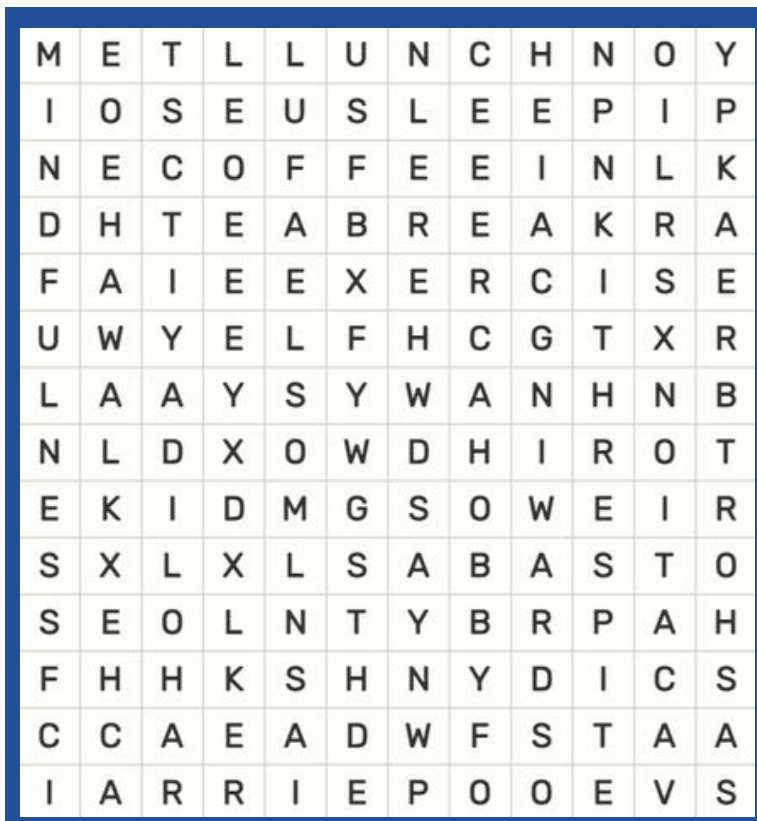 M E T L L U N C H N O Y
I O S E U S L E E P I P
N E C O F F E E I N L K
D H T E A B R E A K R A
F A I E E X E R C I S E
U W Y E L F H C G T X R
L A A Y S Y W A N H N B
N L D X O W D H I R O T
E K I D M G S O W E I R
S X L X L S A B A S T O
S E O L N T Y B R P A H
F H H K S H N Y D I C S
C C A E A D W F S T A A
I A R R I E P O O E V S